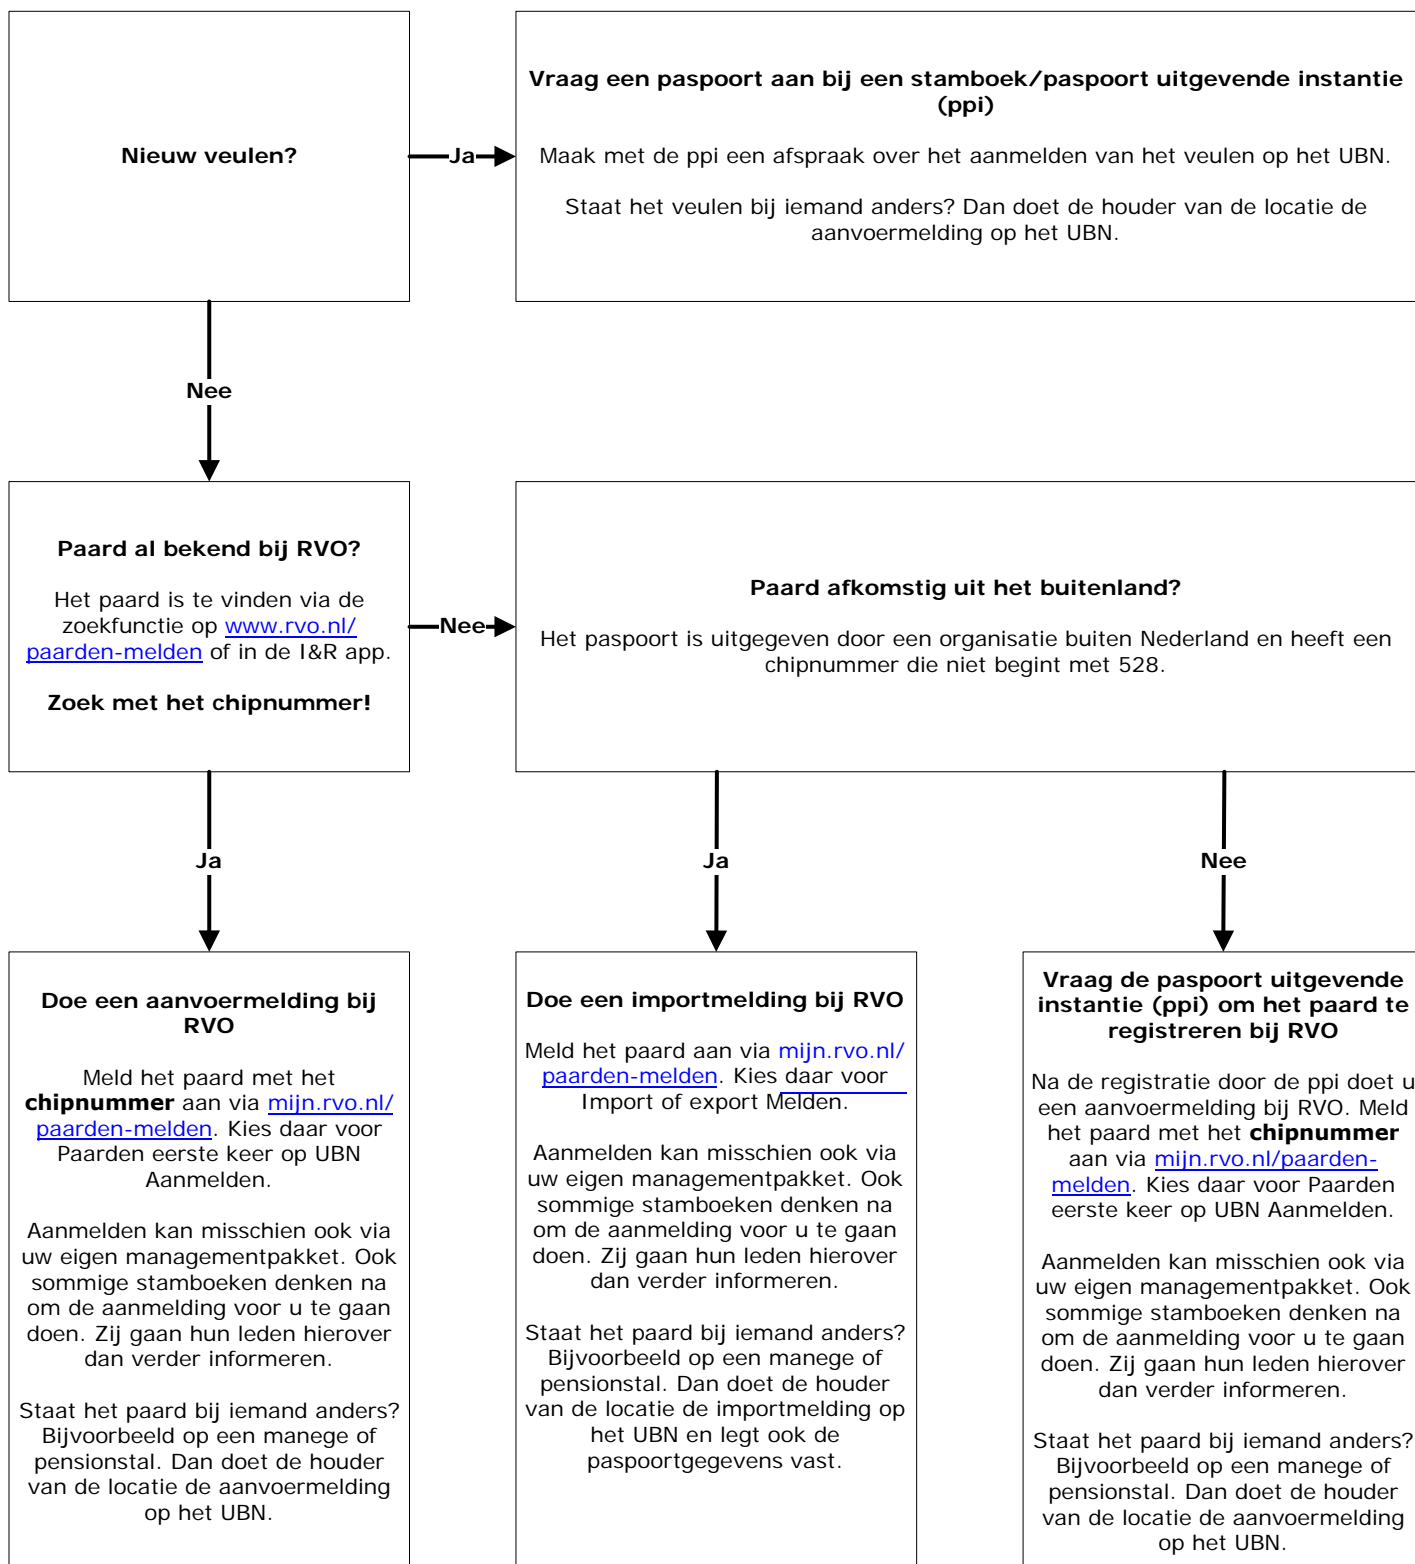 Nieuw veulen?
Ja
Vraag een paspoort aan bij een stamboek/paspoort uitgevende instantie
(ppi)
Maak met de ppi een afspraak over het aanmelden van het veulen op het UBN.
Staat het veulen bij iemand anders? Dan doet de houder van de locatie de
aanvoermelding op het UBN.
Nee
Paard al bekend bij RVO?
Het paard is te vinden via de
zoekfunctie op www.rvo.nl/
paarden-melden of in de I&R app.
Zoek met het chipnummer!
Nee
Paard afkomstig uit het buitenland?
Het paspoort is uitgegeven door een organisatie buiten Nederland en heeft een
chipnummer die niet begint met 528.
Ja
Ja
Nee
Doe een aanvoermelding bij
RVO
Meld het paard met het
chipnummer aan via mijn.rvo.nl/
paarden-melden. Kies daar voor
Paarden eerste keer op UBN
Aanmelden.
Aanmelden kan misschien ook via
uw eigen managementpakket. Ook
sommige stamboeken denken na
om de aanmelding voor u te gaan
doen. Zij gaan hun leden hierover
dan verder informeren.
Staat het paard bij iemand anders?
Bijvoorbeeld op een manege of
pensionstal. Dan doet de houder
van de locatie de aanvoermelding
op het UBN.
Doe een importmelding bij RVO
Meld het paard aan via mijn.rvo.nl/
paarden-melden. Kies daar voor
Import of export Melden.
Aanmelden kan misschien ook via
uw eigen managementpakket. Ook
sommige stamboeken denken na
om de aanmelding voor u te gaan
doen. Zij gaan hun leden hierover
dan verder informeren.
Staat het paard bij iemand anders?
Bijvoorbeeld op een manege of
pensionstal. Dan doet de houder
van de locatie de importmelding op
het UBN en legt ook de
paspoortgegevens vast.
Vraag de paspoort uitgevende
instantie (ppi) om het paard te
registreren bij RVO
Na de registratie door de ppi doet u
een aanvoermelding bij RVO. Meld
het paard met het chipnummer
aan via mijn.rvo.nl/paarden-
melden. Kies daar voor Paarden
eerste keer op UBN Aanmelden.
Aanmelden kan misschien ook via
uw eigen managementpakket. Ook
sommige stamboeken denken na
om de aanmelding voor u te gaan
doen. Zij gaan hun leden hierover
dan verder informeren.
Staat het paard bij iemand anders?
Bijvoorbeeld op een manege of
pensionstal. Dan doet de houder
van de locatie de aanvoermelding
op het UBN.